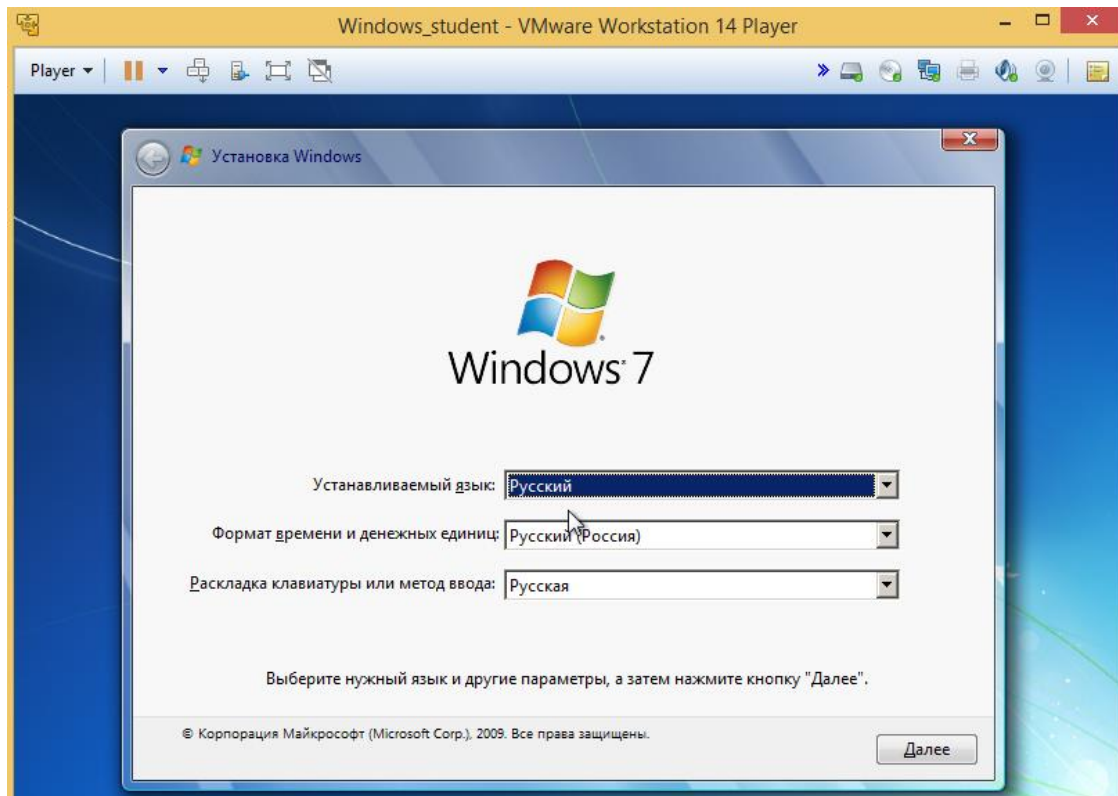 Windows_student - VMware Workstation 14 Player
Player
Установка Windows
Windows 7
Устанавливаемый язык: Русский
Формат времени и денежных единиц: Русский (Россия)
Раскладка клавиатуры или метод ввода: Русская
Выберите нужный язык и другие параметры, а затем нажмите кнопку "Далее".
© Корпорация Майкрософт (Microsoft Corp.), 2009. Все права защищены.
Далее